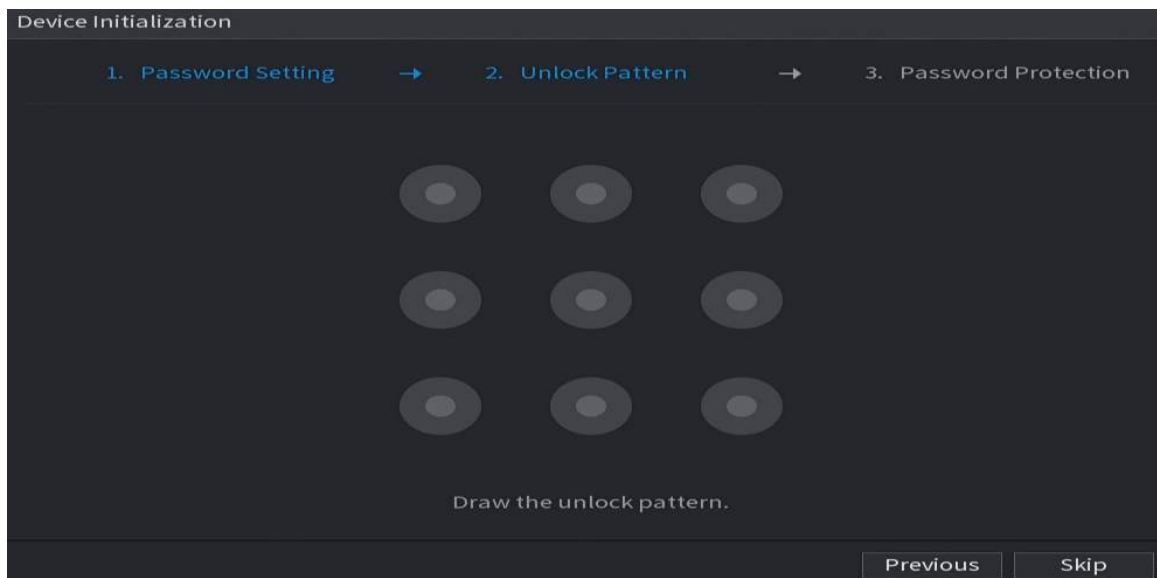 Device Initialization
1. Password Setting → 2. Unlock Pattern → 3. Password Protection
Draw the unlock pattern.
Previous Skip